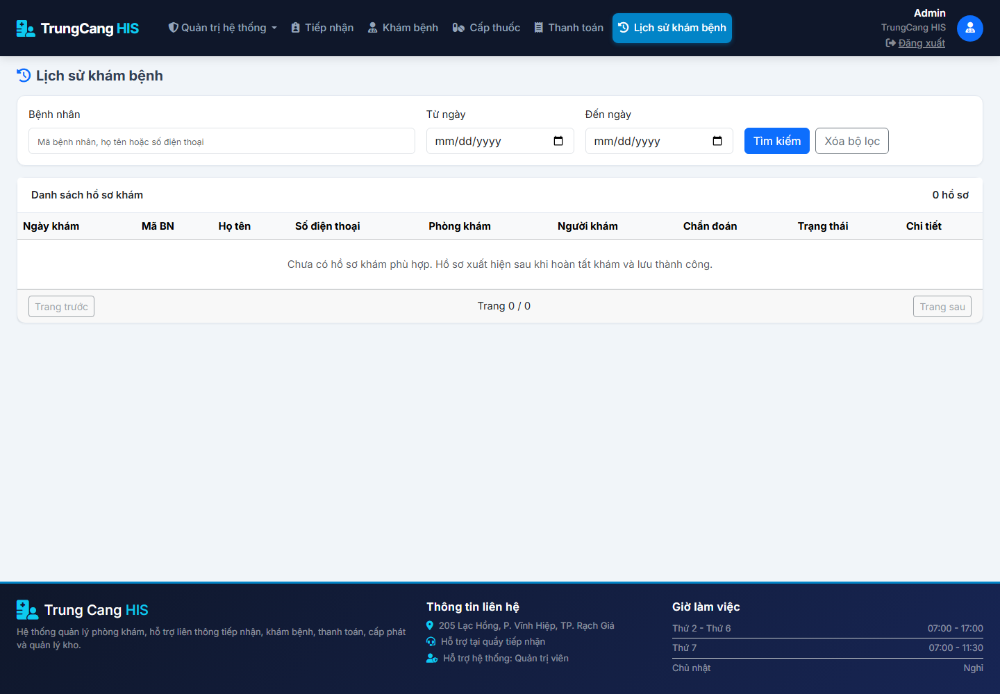 TrungCang HIS
Quản trị hệ thống
Tiếp nhận
Khám bệnh
Cấp thuốc
Thanh toán
Lịch sử khám bệnh
Admin
TrungCang HIS
Đăng xuất
Lịch sử khám bệnh
Bệnh nhân
Từ ngày
Đến ngày
Mã bệnh nhân, họ tên hoặc số điện thoại
mm/dd/yyyy
mm/dd/yyyy
Tìm kiếm
Xóa bộ lọc
Danh sách hồ sơ khám
0 hồ sơ
Ngày khám
Mã BN
Họ tên
Số điện thoại
Phòng khám
Người khám
Chẩn đoán
Trạng thái
Chi tiết
Chưa có hồ sơ khám phù hợp. Hồ sơ xuất hiện sau khi hoàn tất khám và lưu thành công.
Trang trước
Trang 0 / 0
Trang sau
Trung Cang HIS
Hệ thống quản lý phòng khám, hỗ trợ liên thông tiếp nhận, khám bệnh, thanh toán, cấp phát
và quản lý kho.
Thông tin liên hệ
205 Lạc Hồng, P. Vĩnh Hiệp, TP. Rạch Giá
Hỗ trợ tại quầy tiếp nhận
Hỗ trợ hệ thống: Quản trị viên
Giờ làm việc
Thứ 2 - Thứ 6
07:00 - 17:00
Thứ 7
07:00 - 11:30
Chủ nhật
Nghỉ